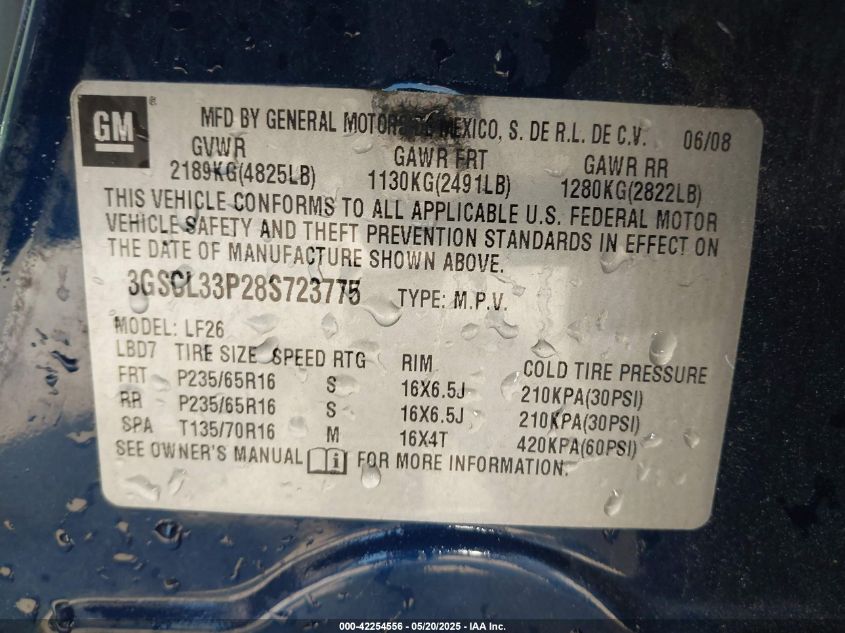 GM ®
MFD BY GENERAL MOTORS DE MEXICO, S. DE R.L. DE C.V. 06/08
GVWR GAWR FRT GAWR RR
2189KG(4825LB) 1130KG(2491LB) 1280KG(2822LB)
THIS VEHICLE CONFORMS TO ALL APPLICABLE U.S. FEDERAL MOTOR
VEHICLE SAFETY AND THEFT PREVENTION STANDARDS IN EFFECT ON
THE DATE OF MANUFACTURE SHOWN ABOVE.
3GSCL33P28S723775 TYPE: M.P.V.
MODEL: LF26
LBD7 TIRE SIZE SPEED RTG RIM COLD TIRE PRESSURE
FRT P235/65R16 S 16X6.5J 210KPA(30PSI)
RR P235/65R16 S 16X6.5J 210KPA(30PSI)
SPA T135/70R16 M 16X4T 420KPA(60PSI)
SEE OWNER'S MANUAL i FOR MORE INFORMATION.
000-42254556 - 05/20/2025 - IAA Inc.